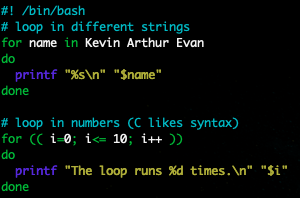 #! /bin/bash
# loop in different strings
for name in Kevin Arthur Evan
do
  printf "%s\n" "$name"
done

# loop in numbers (C likes syntax)
for (( i=0; i<= 10; i++ ))
do
  printf "The loop runs %d times.\n" "$i"
done